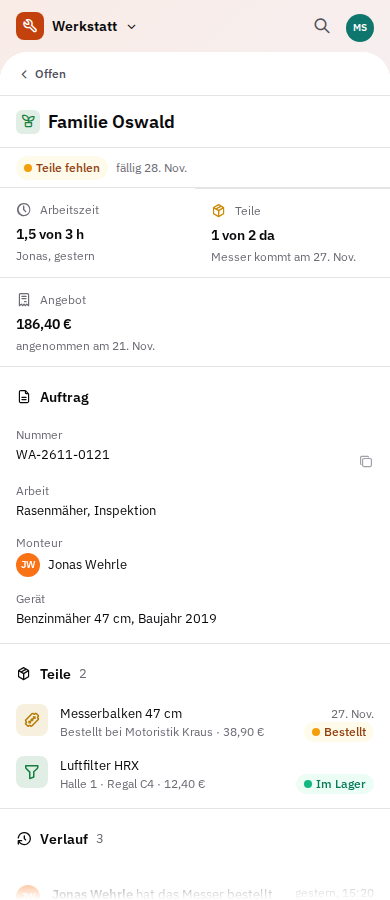 Werkstatt
MS
Offen
Familie Oswald
Teile fehlen fällig 28. Nov.
Arbeitszeit
1,5 von 3 h
Jonas, gestern
Teile
1 von 2 da
Messer kommt am 27. Nov.
Angebot
186,40 €
angenommen am 21. Nov.
Auftrag
Nummer
WA-2611-0121
Arbeit
Rasenmäher, Inspektion
Monteur
JW Jonas Wehrle
Gerät
Benzinmäher 47 cm, Baujahr 2019
Teile 2
Messerbalken 47 cm 27. Nov.
Bestellt bei Motoristik Kraus · 38,90 € Bestellt
Luftfilter HRX
Halle 1 · Regal C4 · 12,40 € Im Lager
Verlauf 3
JW Jonas Wehrle hat das Messer bestellt gestern, 15:20